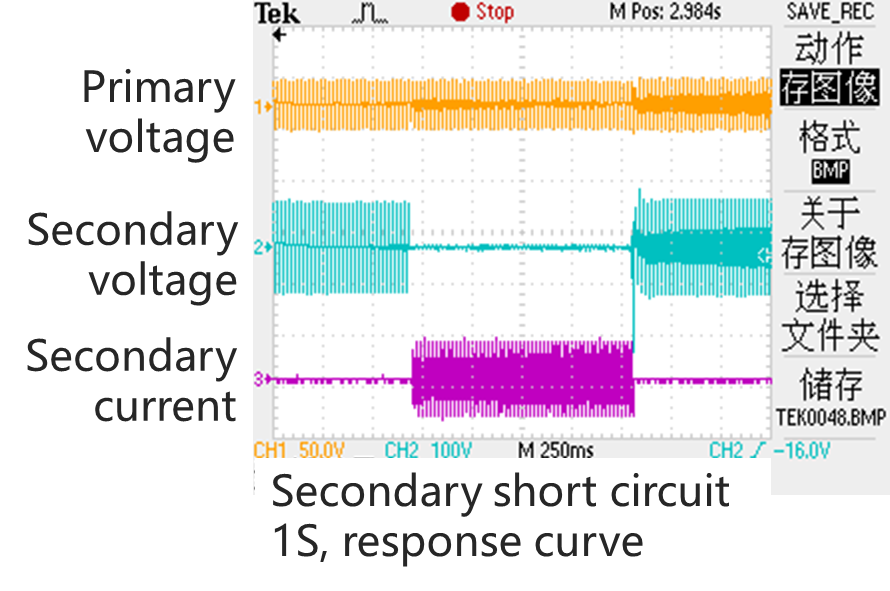 Tek
Stop
M Pos: 2.984s
SAVE_REC
动作
存图像
格式
BMP
关于
存图像
选择
文件夹
储存
TEK0048.BMP
Primary
voltage
1
Secondary
voltage
2
Secondary
current
3
CH1 50.0V
CH2 100V
M 250ms
CH2
-16.0V
Secondary short circuit
1S, response curve